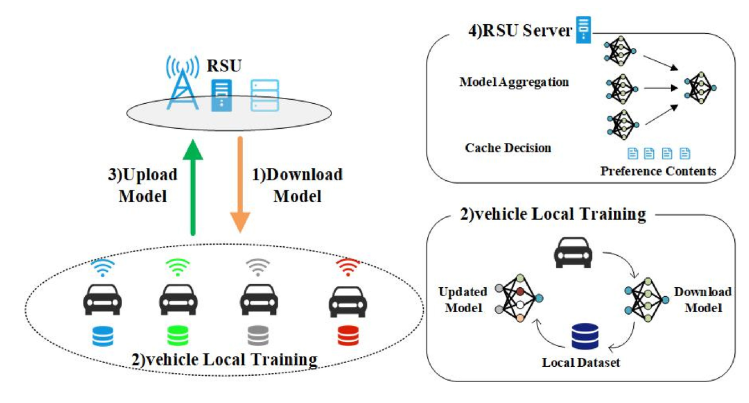 RSU
3)Upload
Model
1)Download
Model
2)vehicle Local Training
4)RSU Server
Model Aggregation
Cache Decision
Preference Contents
2)vehicle Local Training
Updated
Model
Download
Model
Local Dataset